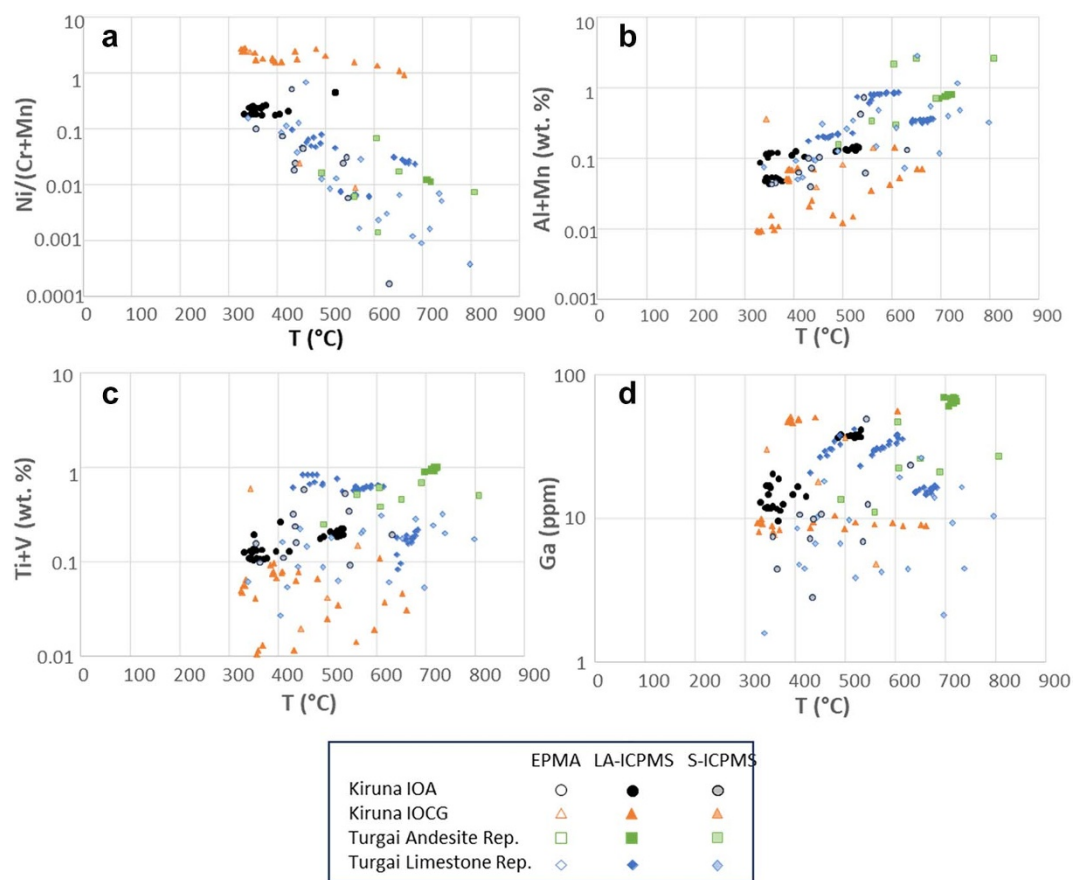 a
Ni/(Cr+Mn)
10
1
0.1
0.01
0.001
0.0001
0 100 200 300 400 500 600 700 800 900
T (°C)
b
Al+Mn (wt. %)
10
1
0.1
0.01
0.001
0 100 200 300 400 500 600 700 800 900
T (°C)
c
Ti+V (wt. %)
10
1
0.1
0.01
0 100 200 300 400 500 600 700 800 900
T (°C)
d
Ga (ppm)
100
10
1
0 100 200 300 400 500 600 700 800 900
T (°C)
EPMA LA-ICPMS S-ICPMS
Kiruna IOA
Kiruna IOCG
Turgai Andesite Rep.
Turgai Limestone Rep.